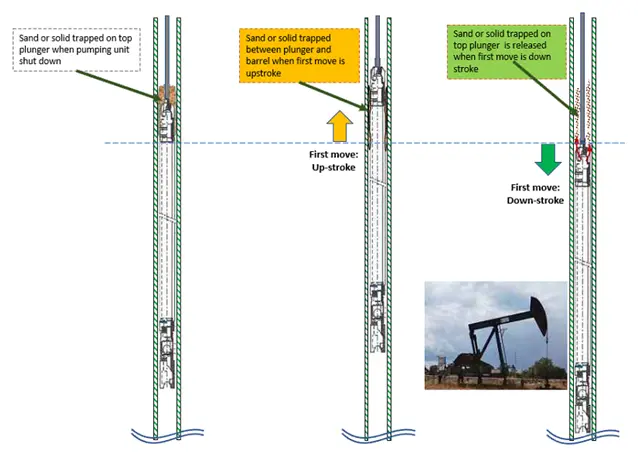 Sand or solid trapped on top
plunger when pumping unit
shut down
Sand or solid trapped
between plunger and
barrel when first move is
upstroke
Sand or solid trapped on
top plunger  is released
when first move is down
stroke
First move:
Up-stroke
First move:
Down-stroke